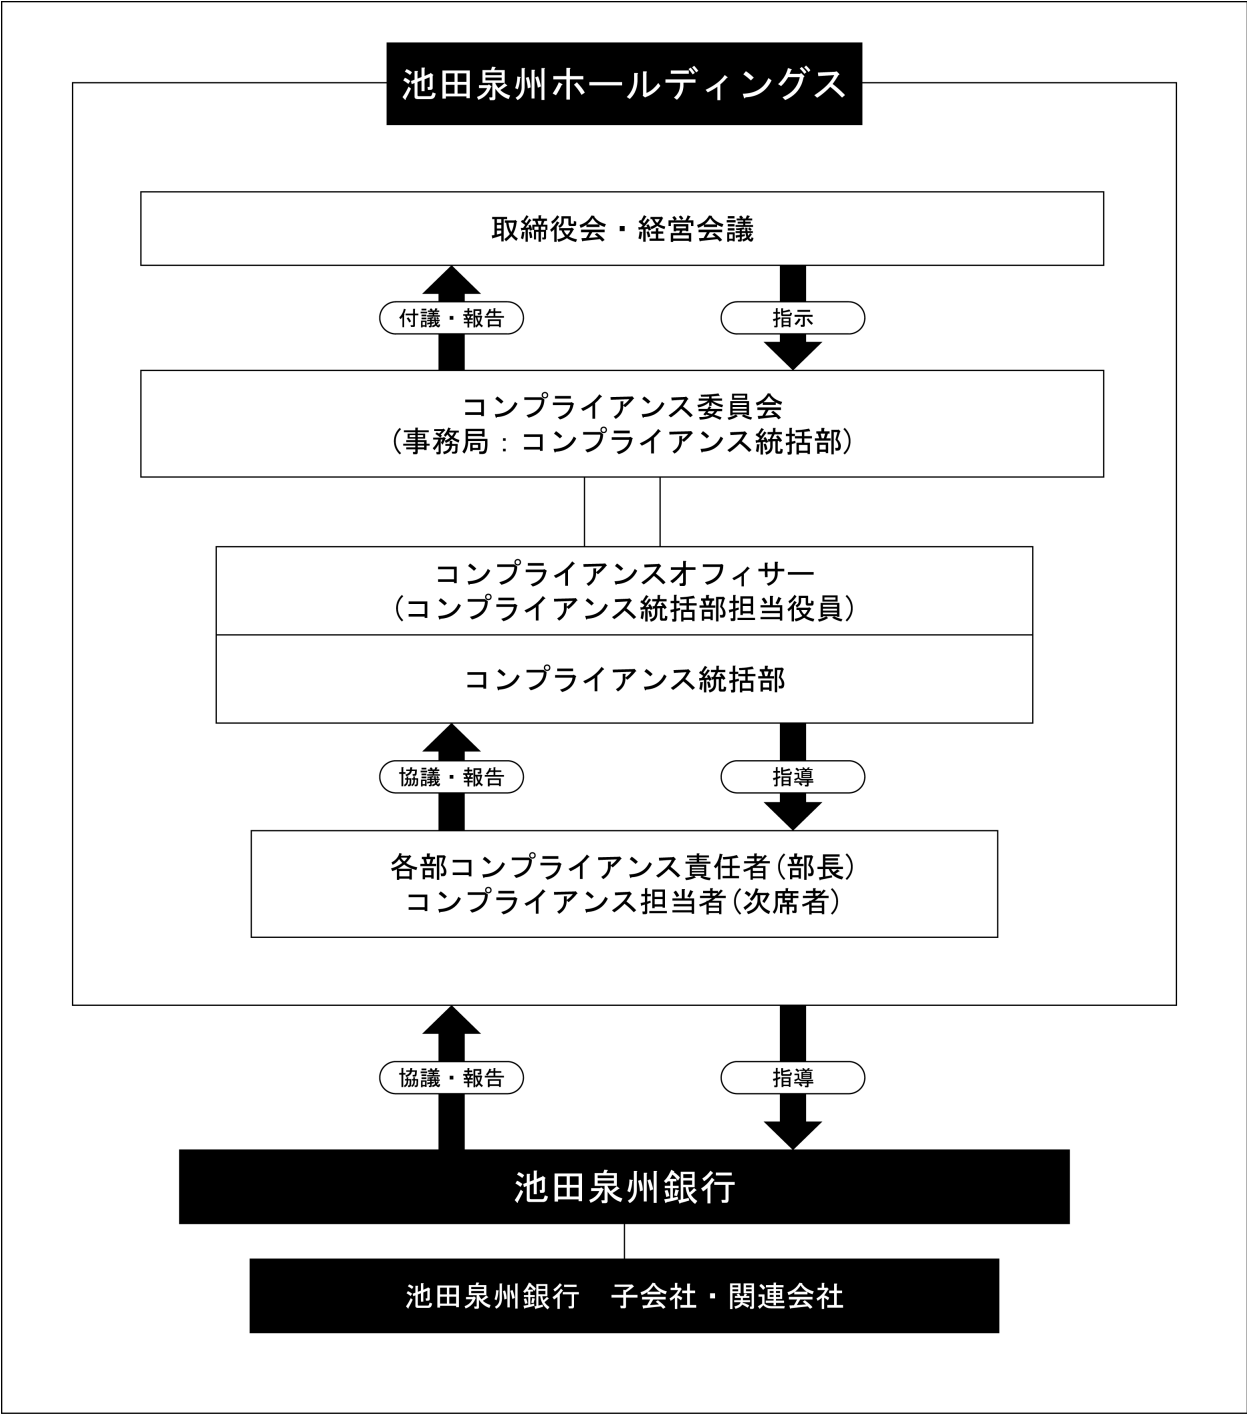 池田泉州ホールディングス
取締役会・経営会議
付議・報告
指示
コンプライアンス委員会
(事務局：コンプライアンス統括部)
コンプライアンスオフィサー
(コンプライアンス統括部担当役員)
コンプライアンス統括部
協議・報告
指導
各部コンプライアンス責任者(部長)
コンプライアンス担当者(次席者)
協議・報告
指導
池田泉州銀行
池田泉州銀行　子会社・関連会社